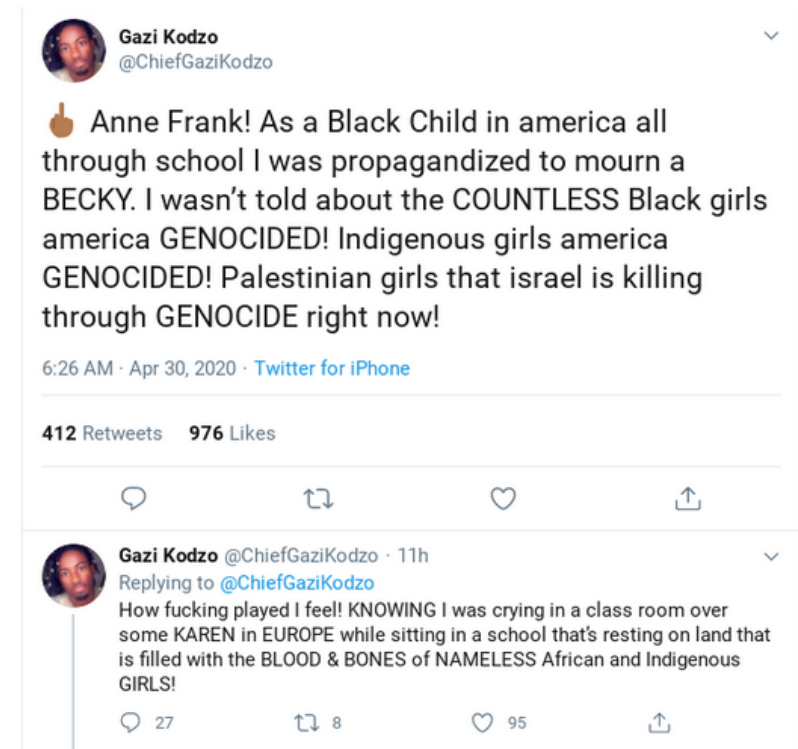 Gazi Kodzo
@ChiefGaziKodzo
🖕🏾 Anne Frank! As a Black Child in america all
through school I was propagandized to mourn a
BECKY. I wasn't told about the COUNTLESS Black girls
america GENOCIDED! Indigenous girls america
GENOCIDED! Palestinian girls that israel is killing
through GENOCIDE right now!
6:26 AM · Apr 30, 2020 · Twitter for iPhone
412 Retweets 976 Likes
Gazi Kodzo @ChiefGaziKodzo · 11h
Replying to @ChiefGaziKodzo
How fucking played I feel! KNOWING I was crying in a class room over
some KAREN in EUROPE while sitting in a school that's resting on land that
is filled with the BLOOD & BONES of NAMELESS African and Indigenous
GIRLS!
27 8 95